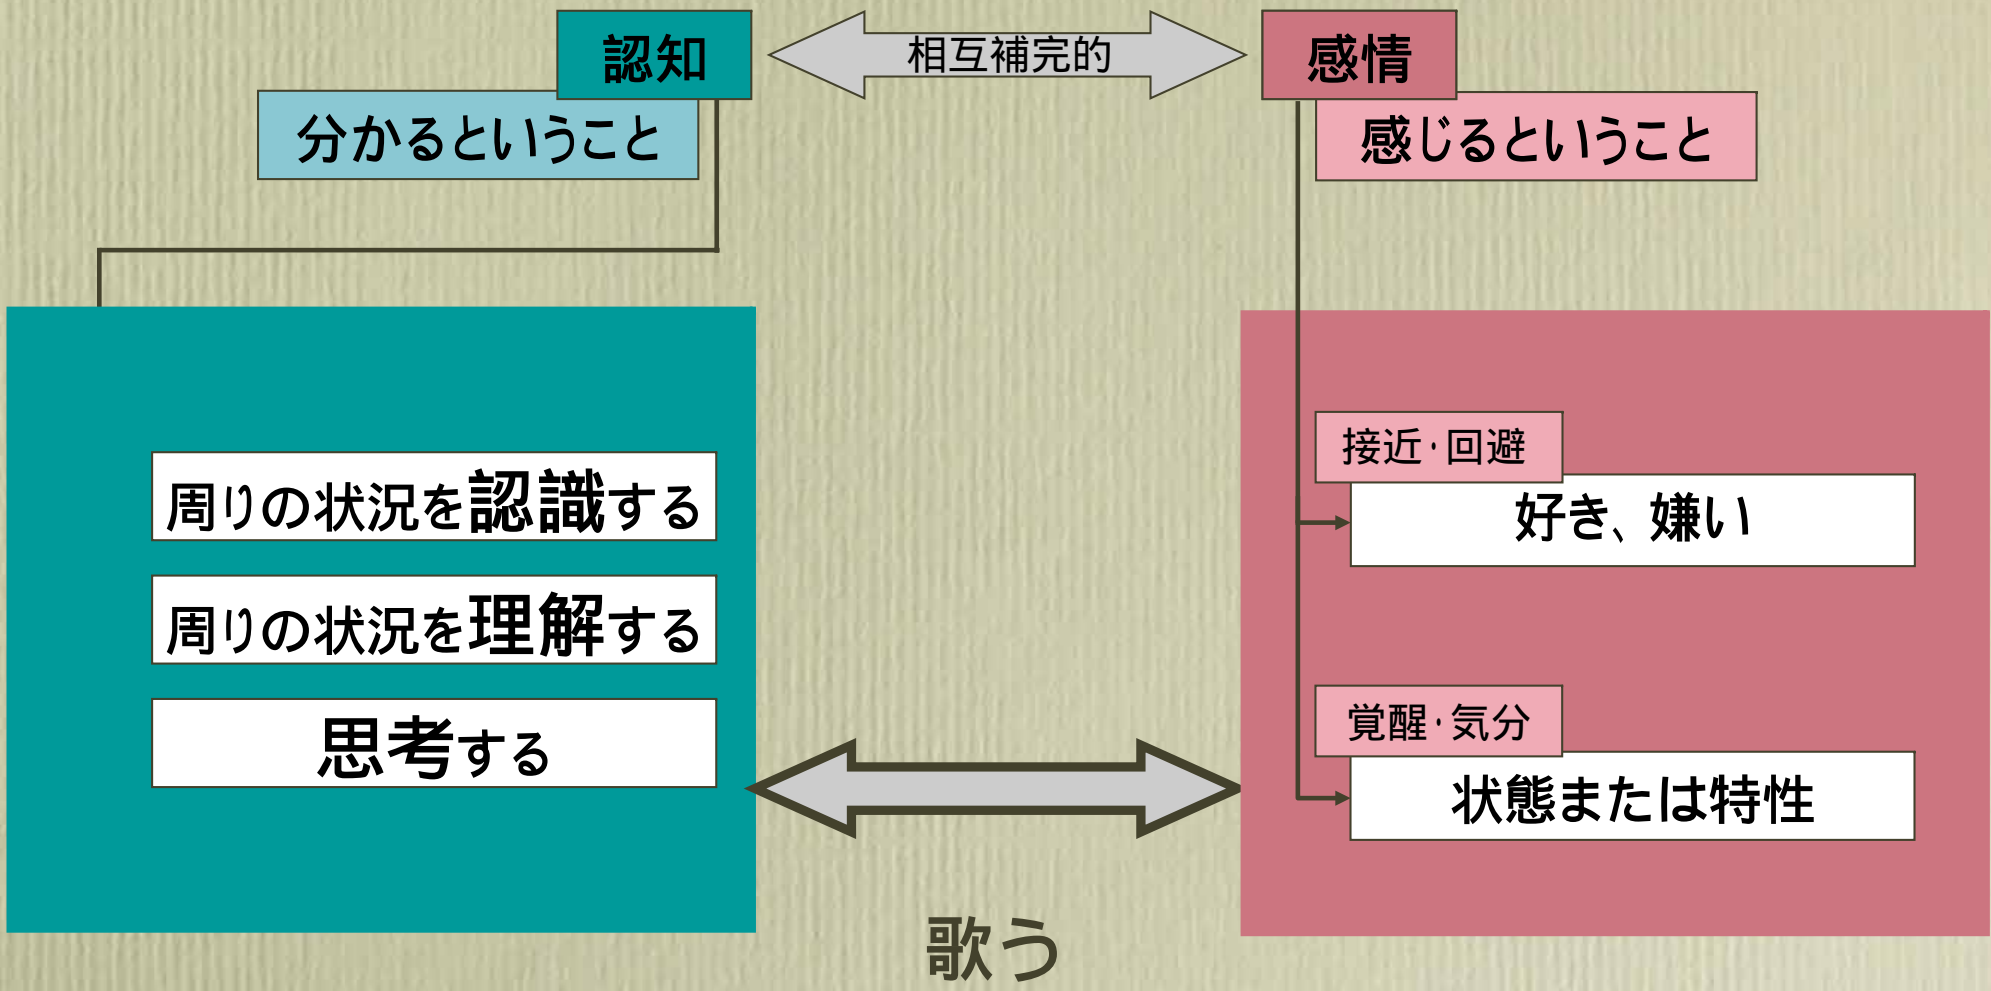 認知
相互補完的
感情
分かるということ
感じるということ
周りの状況を認識する
周りの状況を理解する
思考する
接近・回避
好き、嫌い
覚醒・気分
状態または特性
歌う